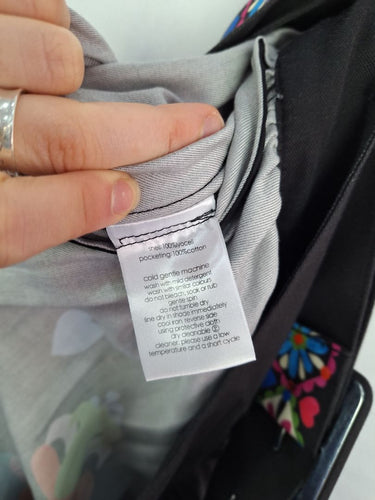 shell 100%lyocell
pocketing 100%cotton
cold gentle machine
wash with mild detergent
wash with similar colours
do not bleach, soak or rub
gentle spin
do not tumble dry
line dry in shade immediately
cool iron, reverse side
using protective cloth
dry cleanable Ⓟ
cleaner, please use a low
temperature and a short cycle